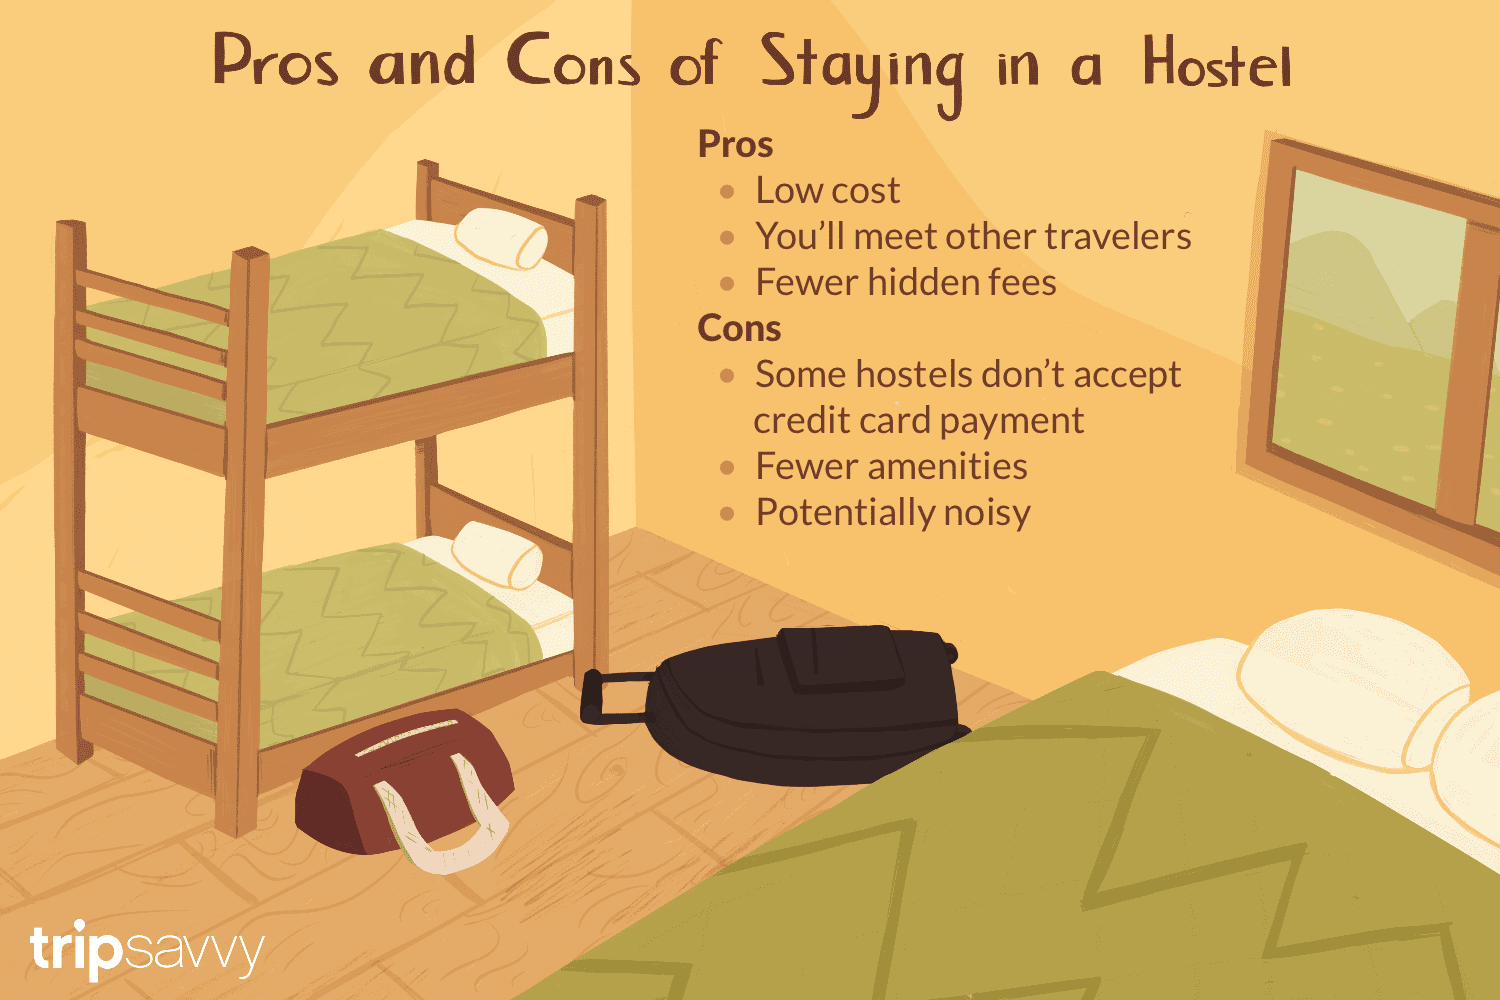 Pros and Cons of Staying in a Hostel
Pros
• Low cost
• You’ll meet other travelers
• Fewer hidden fees
Cons
• Some hostels don’t accept
credit card payment
• Fewer amenities
• Potentially noisy
tripsavvy